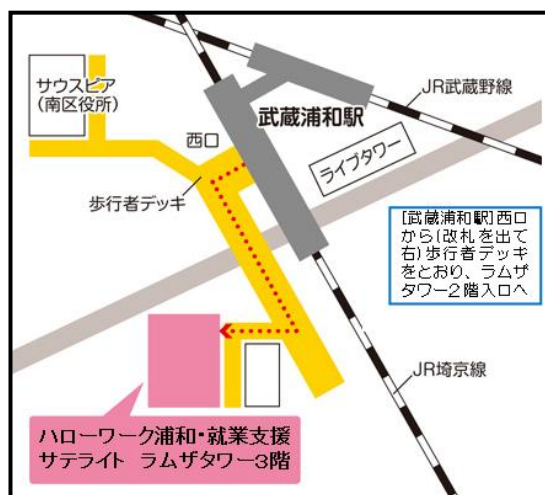 サウスピア
(南区役所)
JR武蔵野線
武蔵浦和駅
西口
ライブタワー
歩行者デッキ
[武蔵浦和駅]西口
から(改札を出て
右)歩行者デッキ
をとおり、ラムザ
タワー2階入口へ
JR埼京線
ハローワーク浦和・就業支援
サテライト ラムザタワー3階